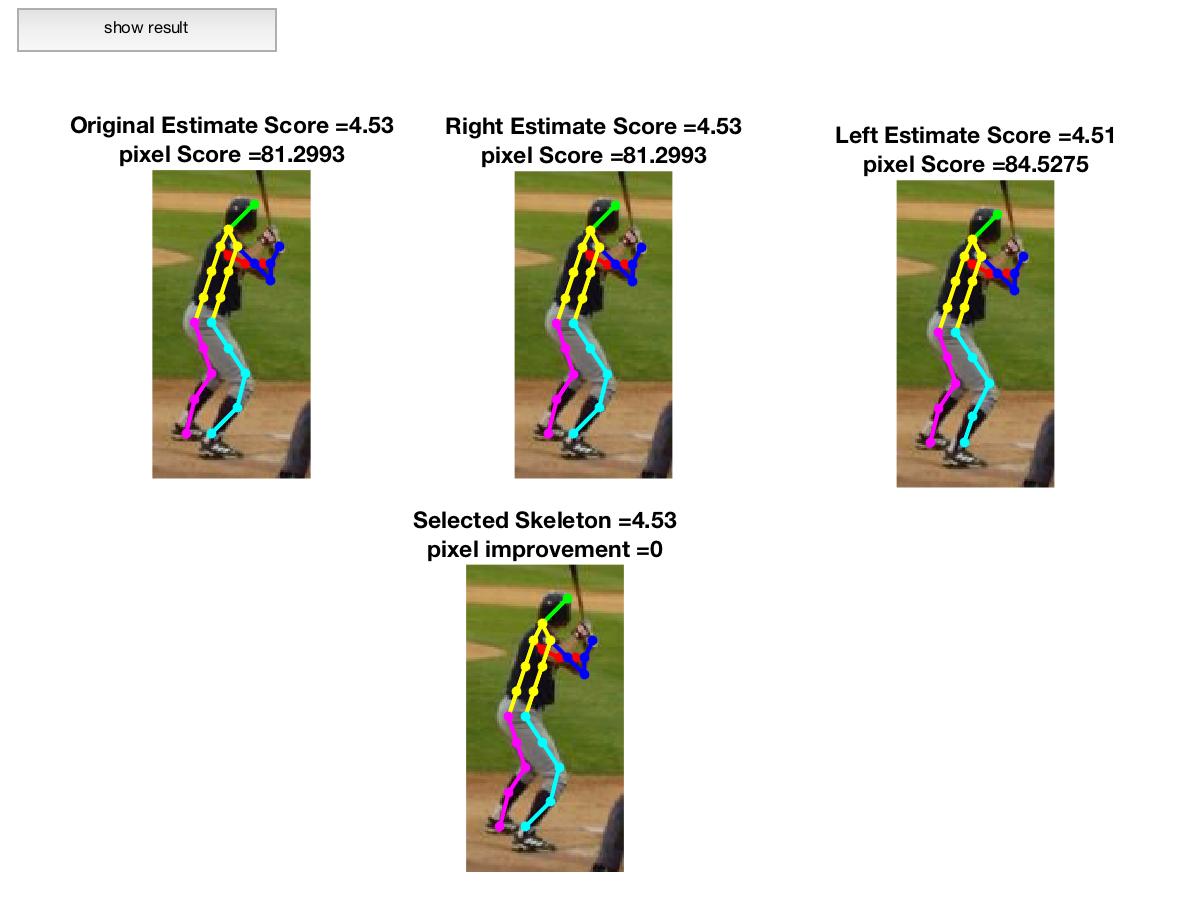 show result
Original Estimate Score =4.53
pixel Score =81.2993
Right Estimate Score =4.53
pixel Score =81.2993
Left Estimate Score =4.51
pixel Score =84.5275
Selected Skeleton =4.53
pixel improvement =0